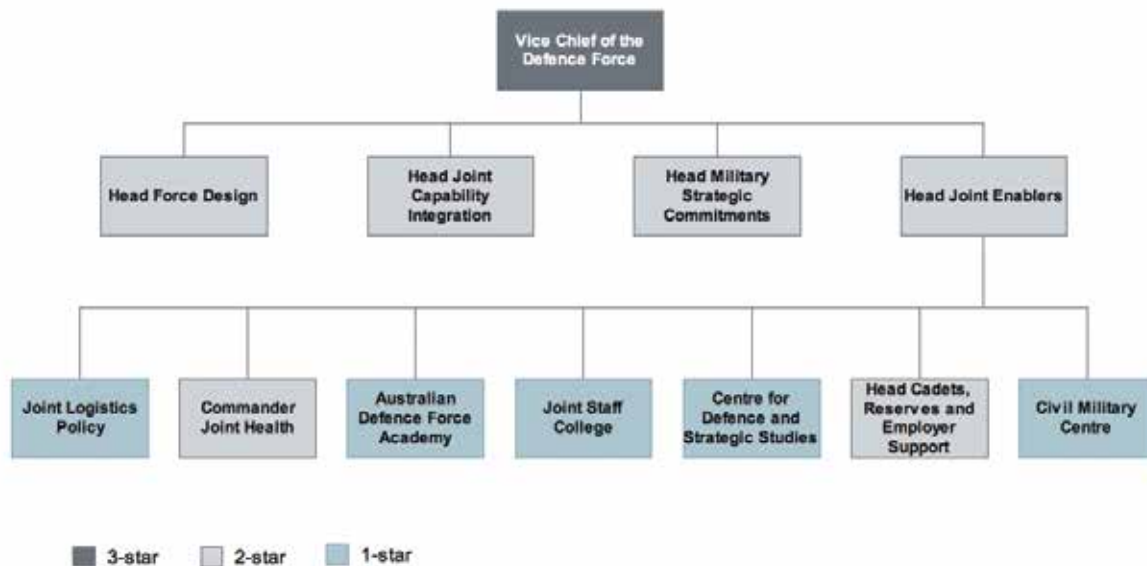 Vice Chief of the
Defence Force
Head Force Design
Head Joint
Capability
Integration
Head Military
Strategic
Commitments
Head Joint Enablers
Joint Logistics
Policy
Commander
Joint Health
Australian
Defence Force
Academy
Joint Staff
College
Centre for
Defence and
Strategic Studies
Head Cadets,
Reserves and
Employer
Support
Civil Military
Centre
3-star
2-star
1-star